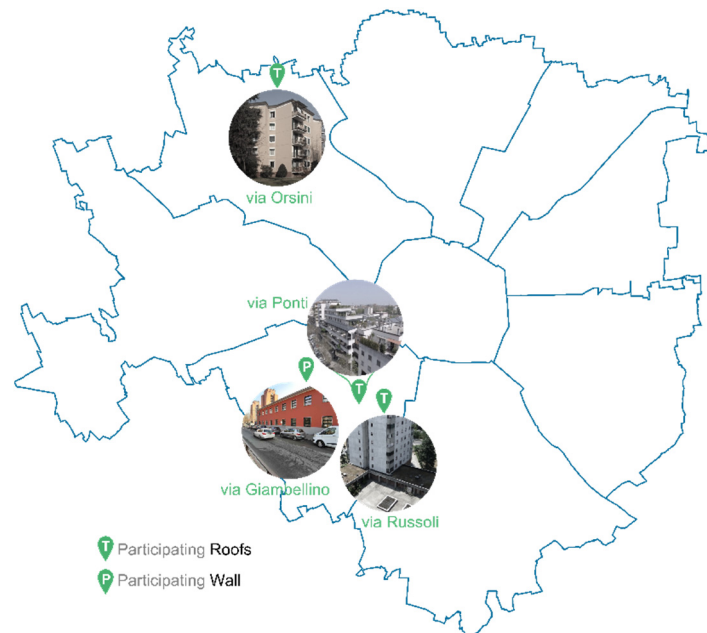 T
via Orsini
via Ponti
P
T
T
via Giambellino
via Russoli
T Participating Roofs
P Participating Wall